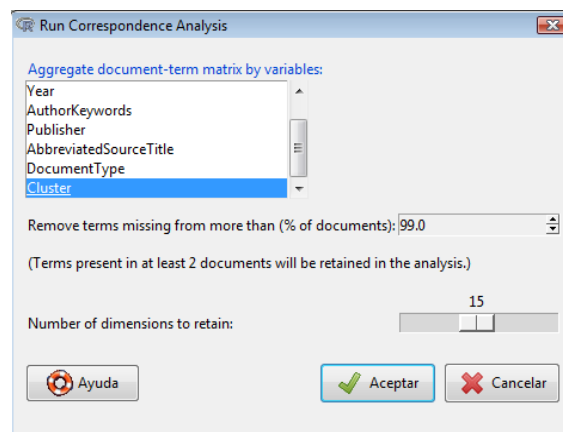 Run Correspondence Analysis
Aggregate document-term matrix by variables:
Year
AuthorKeywords
Publisher
AbbreviatedSourceTitle
DocumentType
Cluster
Remove terms missing from more than (% of documents): 99.0
(Terms present in at least 2 documents will be retained in the analysis.)
15
Number of dimensions to retain:
Ayuda Aceptar Cancelar